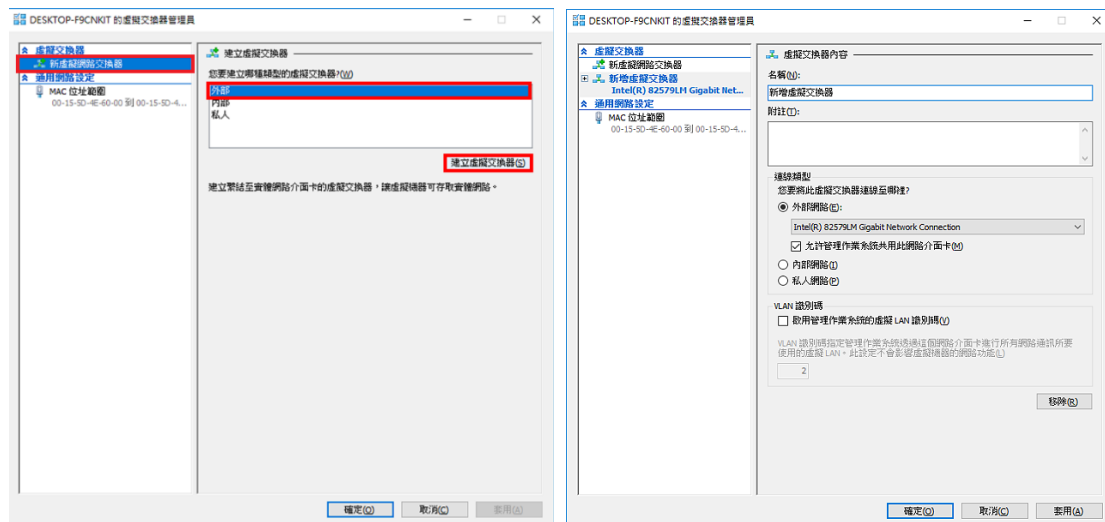 DESKTOP-F9CNKIT 的虛擬交換器管理員
虛擬交換器
新虛擬網路交換器
通用網路設定
MAC 位址範圍
00-15-5D-4E-60-00 到 00-15-5D-4...
建立虛擬交換器
您要建立哪種類型的虛擬交換器?(W)
外部
內部
私人
建立虛擬交換器(S)
建立繫結至實體網路介面卡的虛擬交換器，讓虛擬機器可存取實體網路。
確定(O)
取消(C)
套用(A)
DESKTOP-F9CNKIT 的虛擬交換器管理員
虛擬交換器
新虛擬網路交換器
新增虛擬交換器
Intel(R) 82579LM Gigabit Net...
通用網路設定
MAC 位址範圍
00-15-5D-4E-60-00 到 00-15-5D-4...
虛擬交換器內容
名稱(N):
新增虛擬交換器
附註(T):
連線類型
您要將此虛擬交換器連線至哪裡?
外部網路(E):
Intel(R) 82579LM Gigabit Network Connection
允許管理作業系統共用此網路介面卡(M)
內部網路(I)
私人網路(P)
VLAN 識別碼
啟用管理作業系統的虛擬 LAN 識別碼(V)
VLAN 識別碼指定管理作業系統透過這個網路介面卡進行所有網路通訊所要
使用的虛擬 LAN。此設定不會影響虛擬機器的網路功能(L)
2
移除(R)
確定(O)
取消(C)
套用(A)